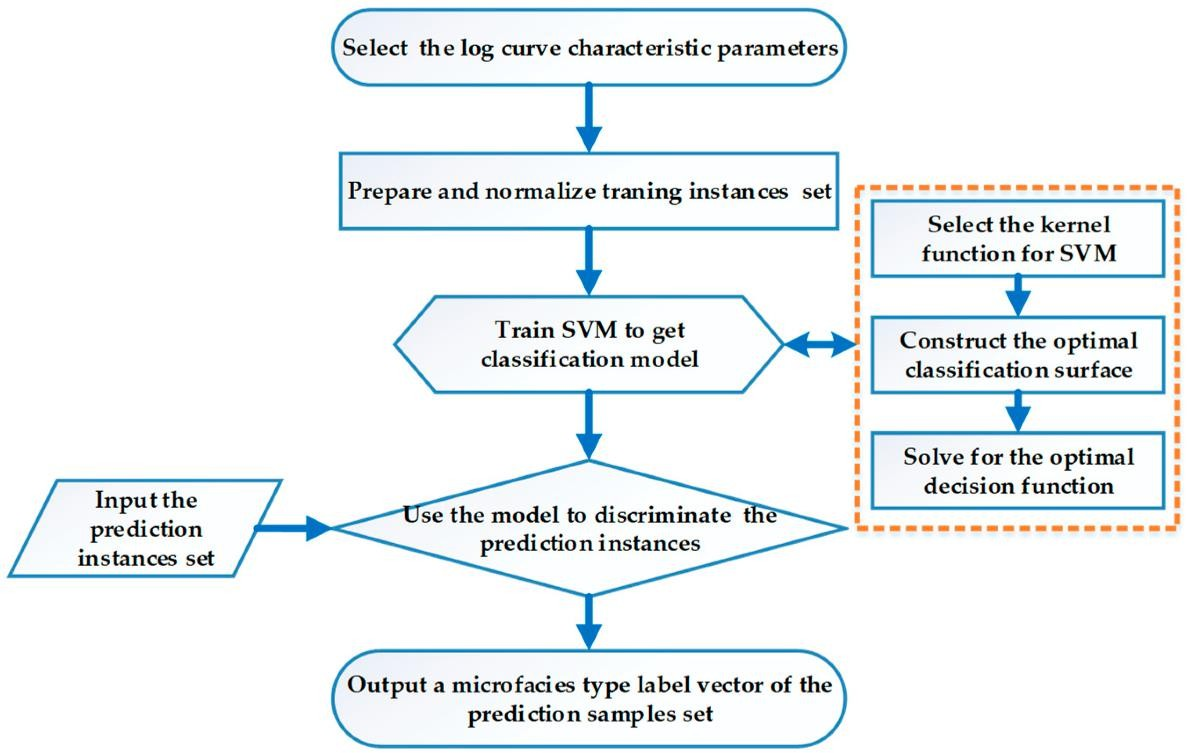 Select the log curve characteristic parameters
Prepare and normalize traning instances set
Select the kernel
function for SVM
Train SVM to get
classification model
Construct the optimal
classification surface
Solve for the optimal
decision function
Input the
prediction
instances set
Use the model to discriminate the
prediction instances
Output a microfacies type label vector of the
prediction samples set